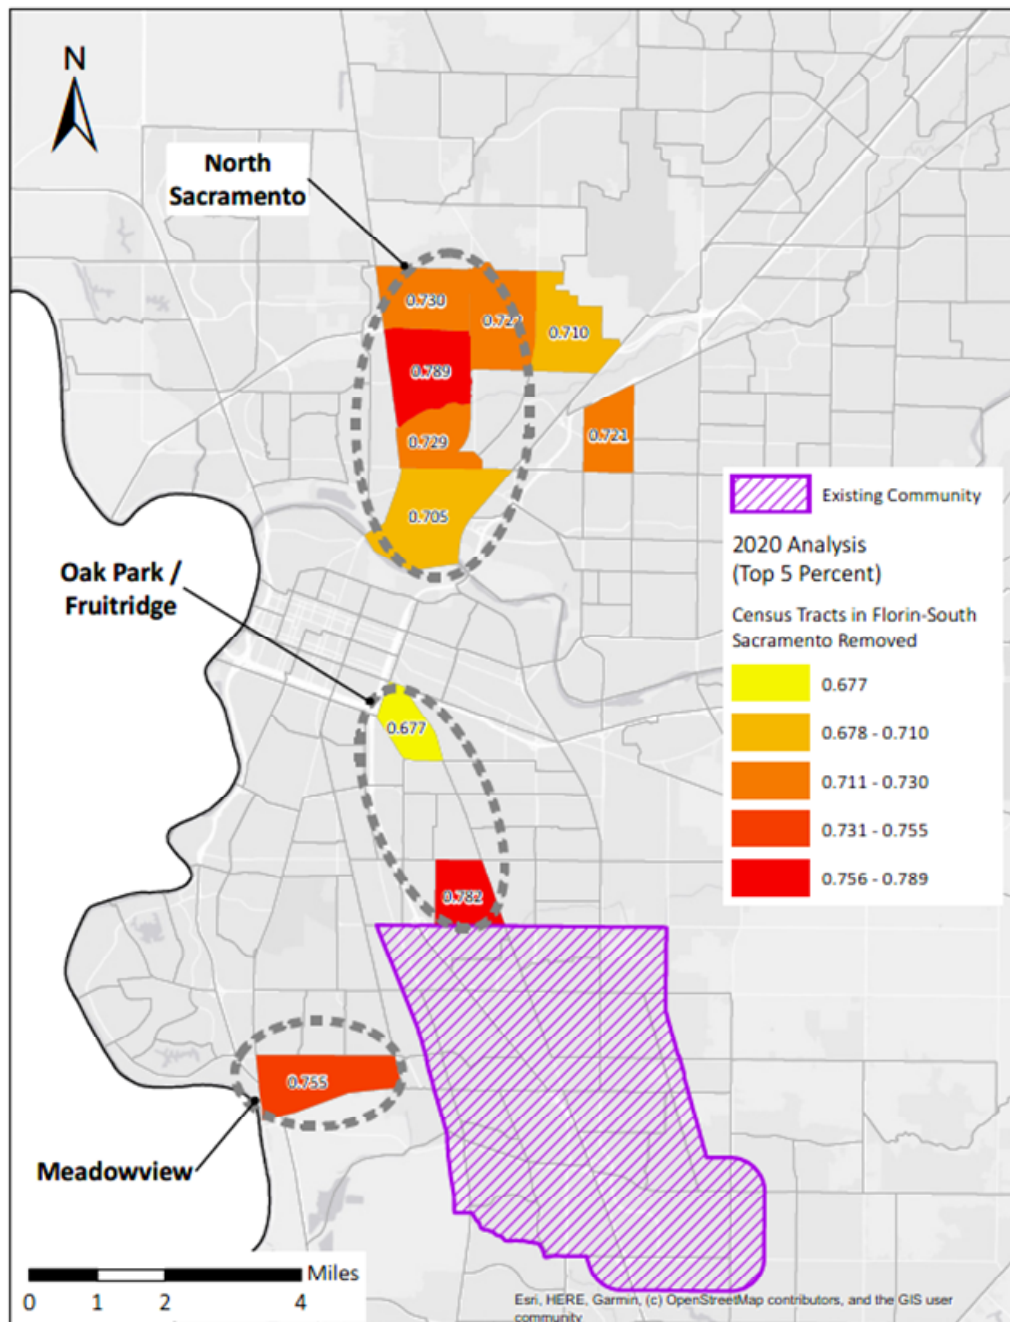 N
North
Sacramento
0.730
0.710
0.789
0.721
0.729
0.705
Oak Park /
Fruitridge
0.677
0.782
0.755
Meadowview
Existing Community
2020 Analysis
(Top 5 Percent)
Census Tracts in Florin-South
Sacramento Removed
0.677
0.678 - 0.710
0.711 - 0.730
0.731 - 0.755
0.756 - 0.789
Miles
0 1 2 4
Esri, HERE, Garmin, (c) OpenStreetMap contributors, and the GIS user
community